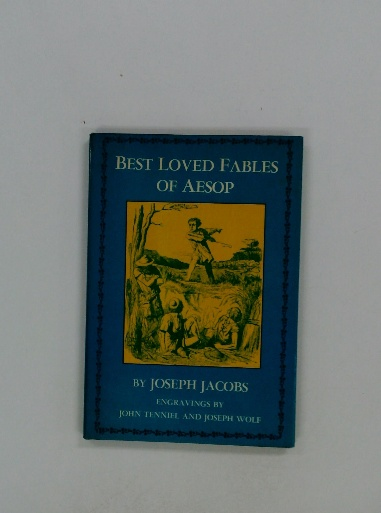 BEST LOVED FABLES
OF AESOP
BY JOSEPH JACOBS
ENGRAVINGS BY
JOHN TENNIEL AND JOSEPH WOLF